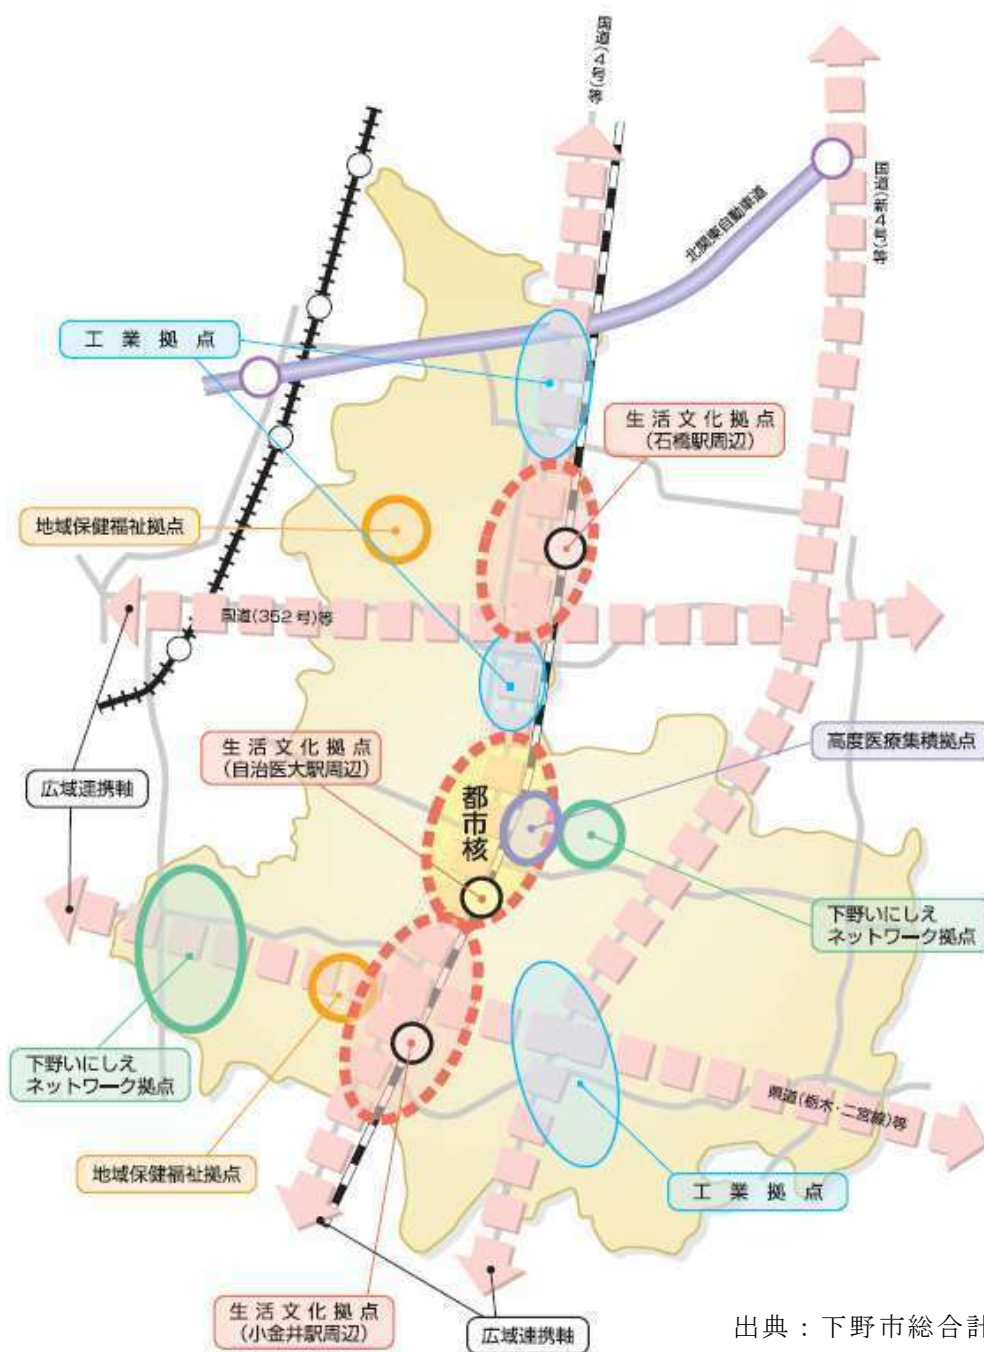 国道(4号)等
国道(新4号)等
北関東自動車道
工業拠点
生活文化拠点
(石橋駅周辺)
地域保健福祉拠点
国道(352号)等
生活文化拠点
(自治医大駅周辺)
高度医療集積拠点
広域連携軸
都市核
下野いにしえ
ネットワーク拠点
下野いにしえ
ネットワーク拠点
県道(栃木・二宮線)等
地域保健福祉拠点
工業拠点
生活文化拠点
(小金井駅周辺)
広域連携軸
出典：下野市総合計